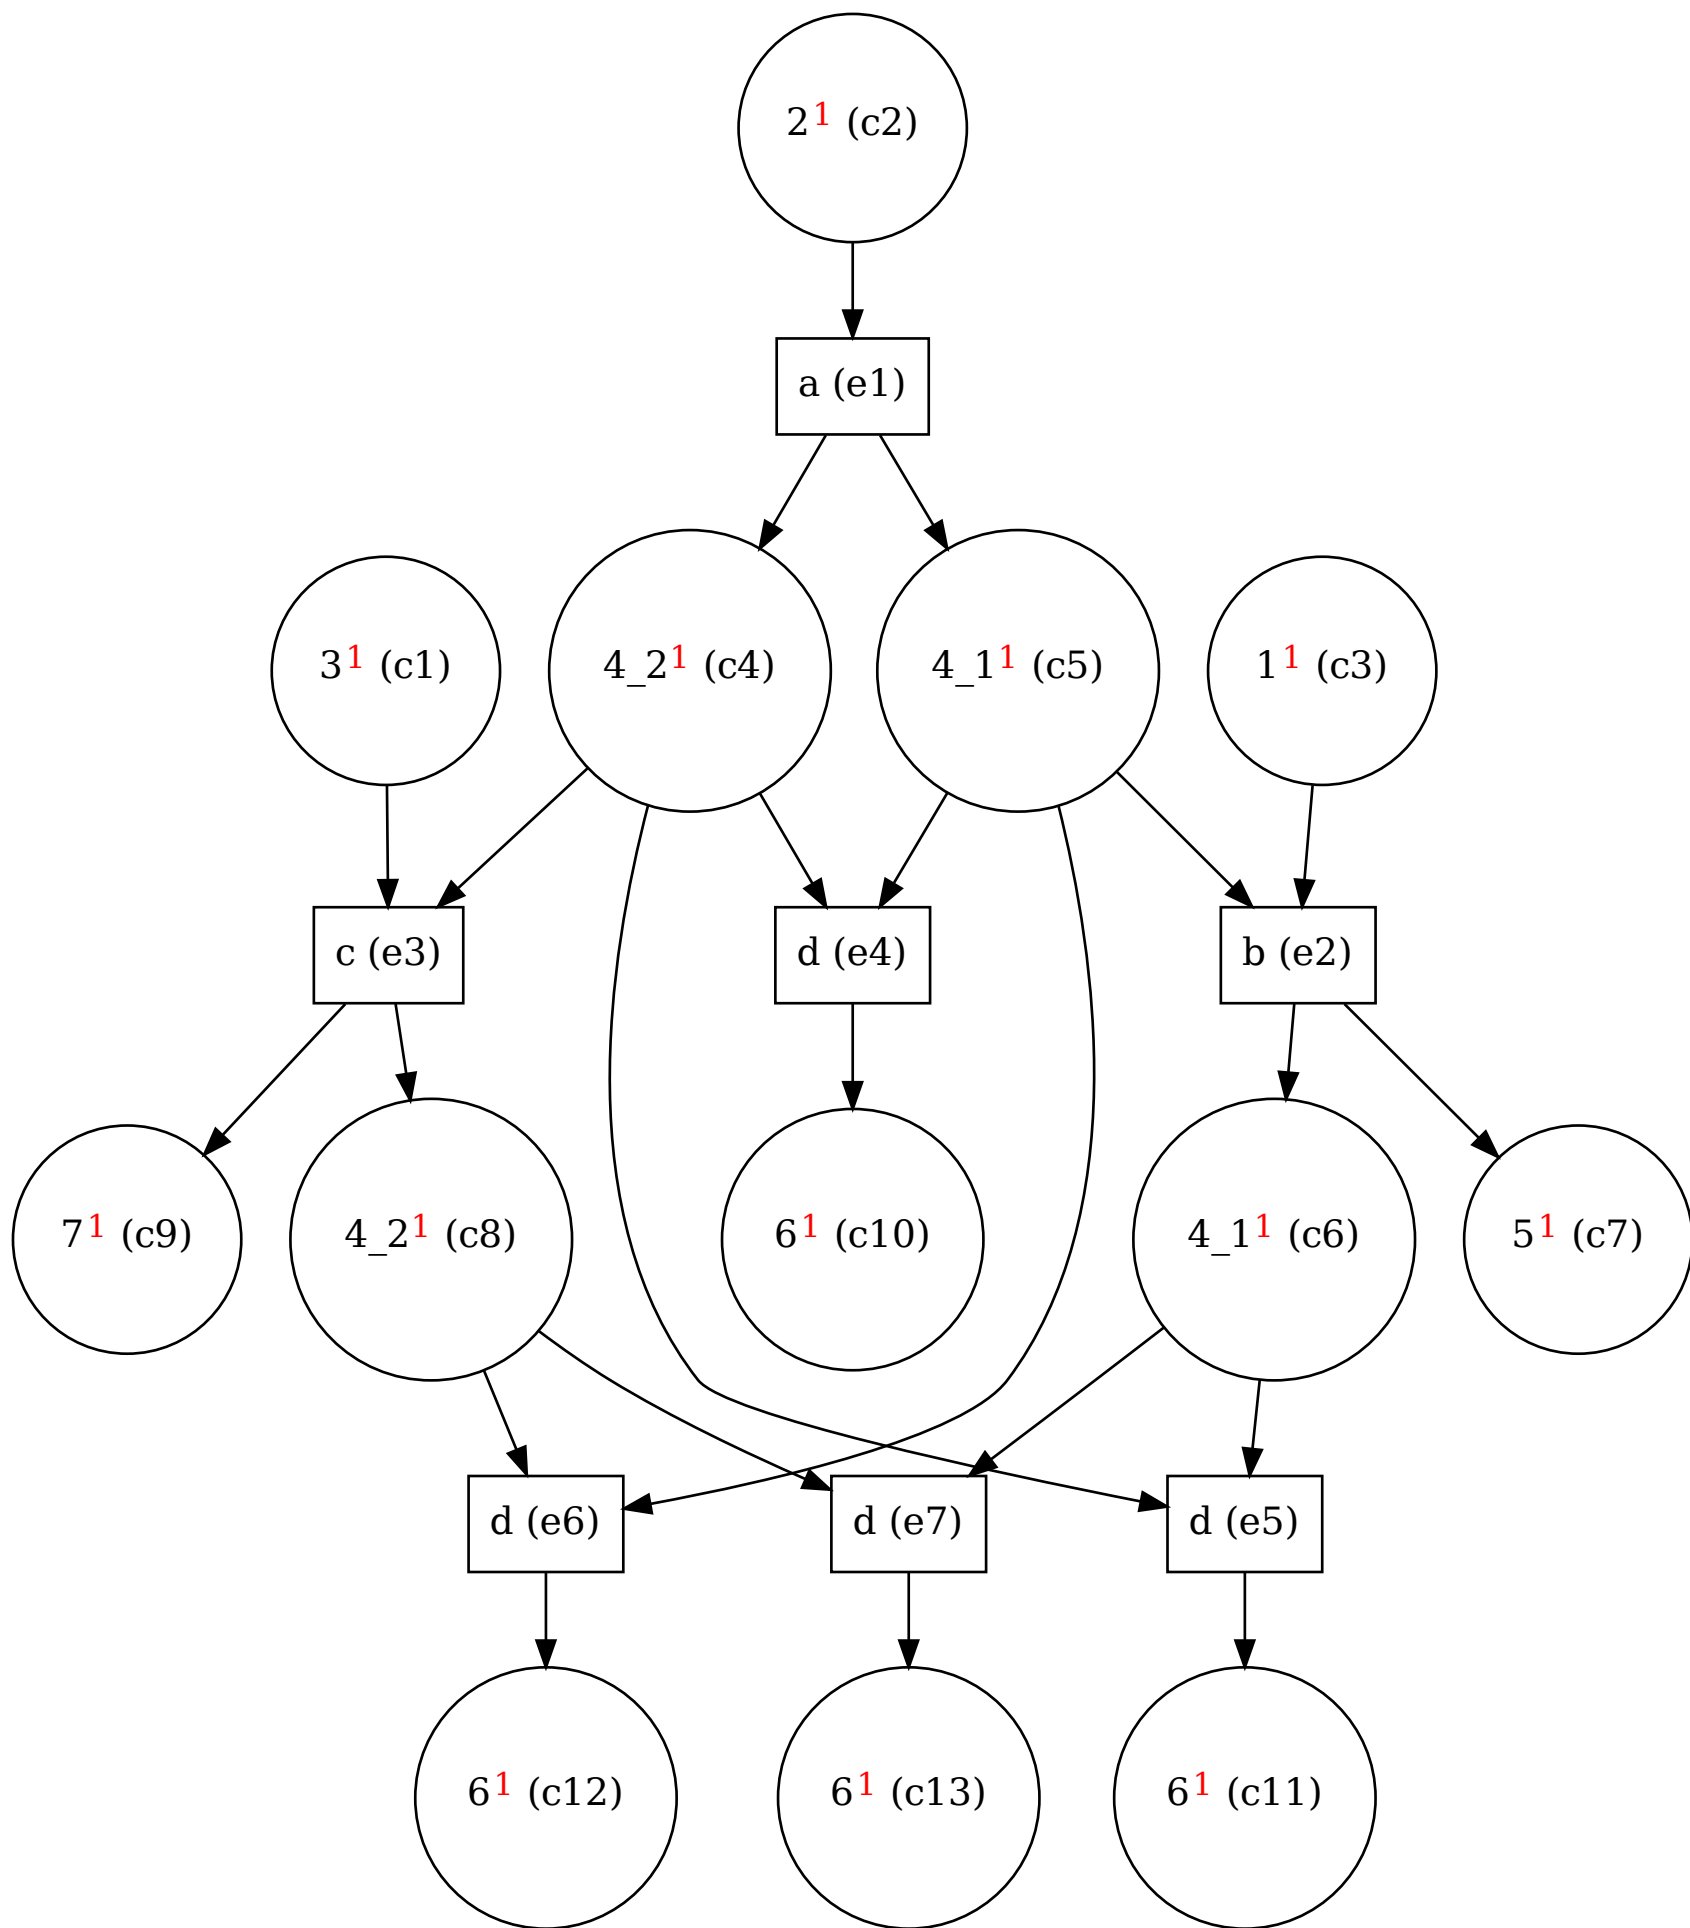 2¹ (c2)
a (e1)
3¹ (c1)
4_2¹ (c4)
4_1¹ (c5)
1¹ (c3)
c (e3)
d (e4)
b (e2)
7¹ (c9)
4_2¹ (c8)
6¹ (c10)
4_1¹ (c6)
5¹ (c7)
d (e6)
d (e7)
d (e5)
6¹ (c12)
6¹ (c13)
6¹ (c11)